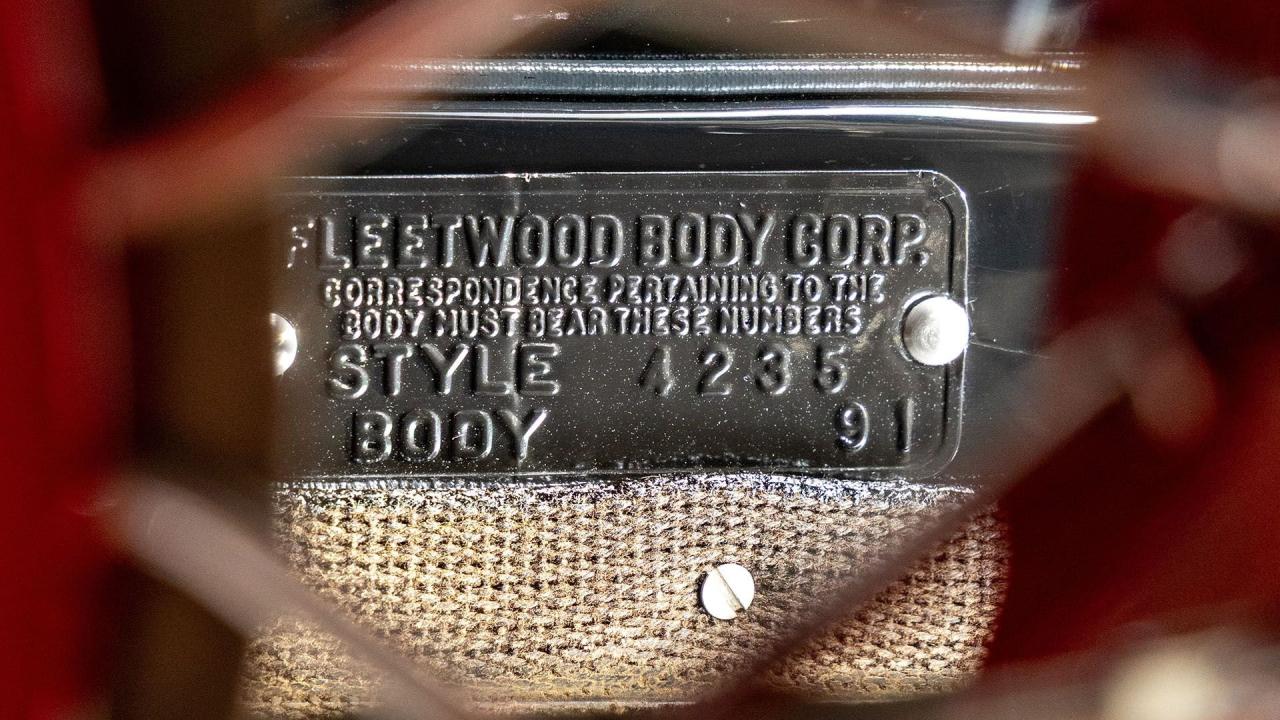 FLEETWOOD BODY CORP.
CORRESPONDENCE PERTAINING TO THE
BODY MUST BEAR THESE NUMBERS
STYLE 4235
BODY 91